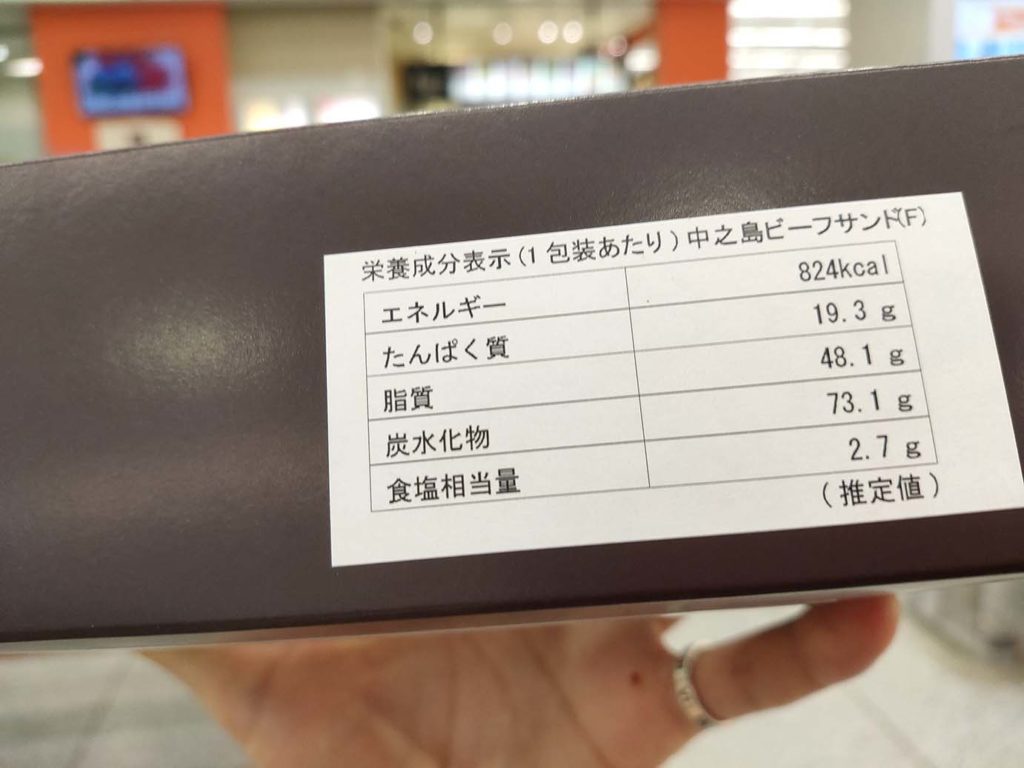 栄養成分表示(1包装あたり)中之島ビーフサンド(F)
エネルギー 824kcal
たんぱく質 19.3 g
脂質 48.1 g
炭水化物 73.1 g
食塩相当量 2.7 g
(推定値)